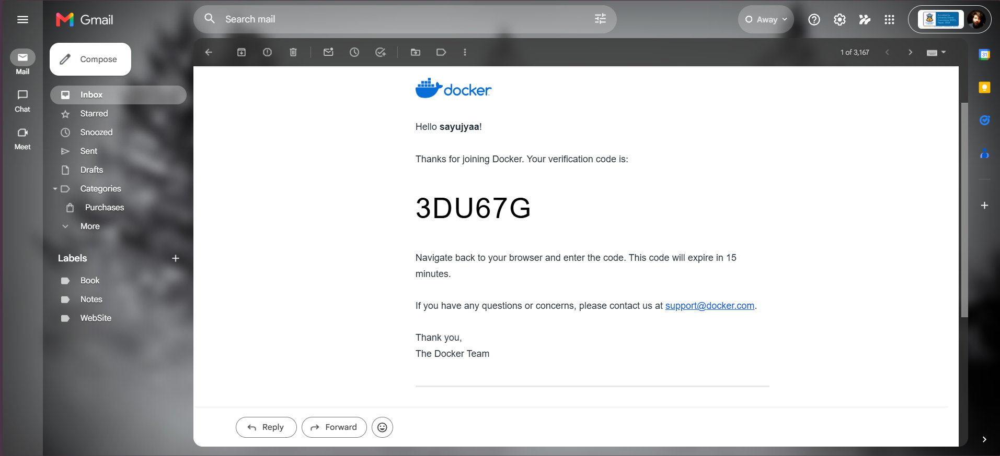 Gmail
Search mail
Away
Compose
1 of 3,167
Mail
Chat
Meet
Inbox
Starred
Snoozed
Sent
Drafts
Categories
Purchases
More
Labels
Book
Notes
WebSite
docker
Hello sayujyaa!
Thanks for joining Docker. Your verification code is:
3DU67G
Navigate back to your browser and enter the code. This code will expire in 15
minutes.
If you have any questions or concerns, please contact us at support@docker.com.
Thank you,
The Docker Team
Reply
Forward
31